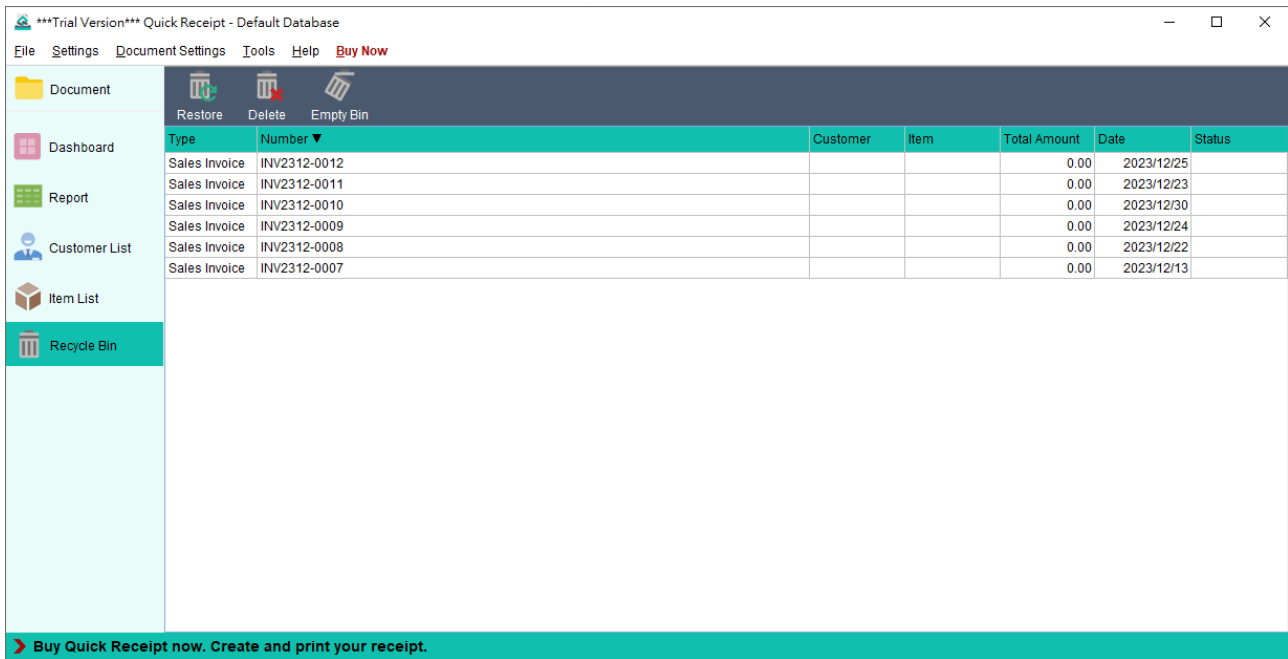 ***Trial Version*** Quick Receipt - Default Database
File Settings Document Settings Tools Help Buy Now
Document
Restore Delete Empty Bin
Dashboard
Report
Customer List
Item List
Recycle Bin
Type Number ▼ Customer Item Total Amount Date Status
Sales Invoice INV2312-0012 0.00 2023/12/25
Sales Invoice INV2312-0011 0.00 2023/12/23
Sales Invoice INV2312-0010 0.00 2023/12/30
Sales Invoice INV2312-0009 0.00 2023/12/24
Sales Invoice INV2312-0008 0.00 2023/12/22
Sales Invoice INV2312-0007 0.00 2023/12/13
Buy Quick Receipt now. Create and print your receipt.